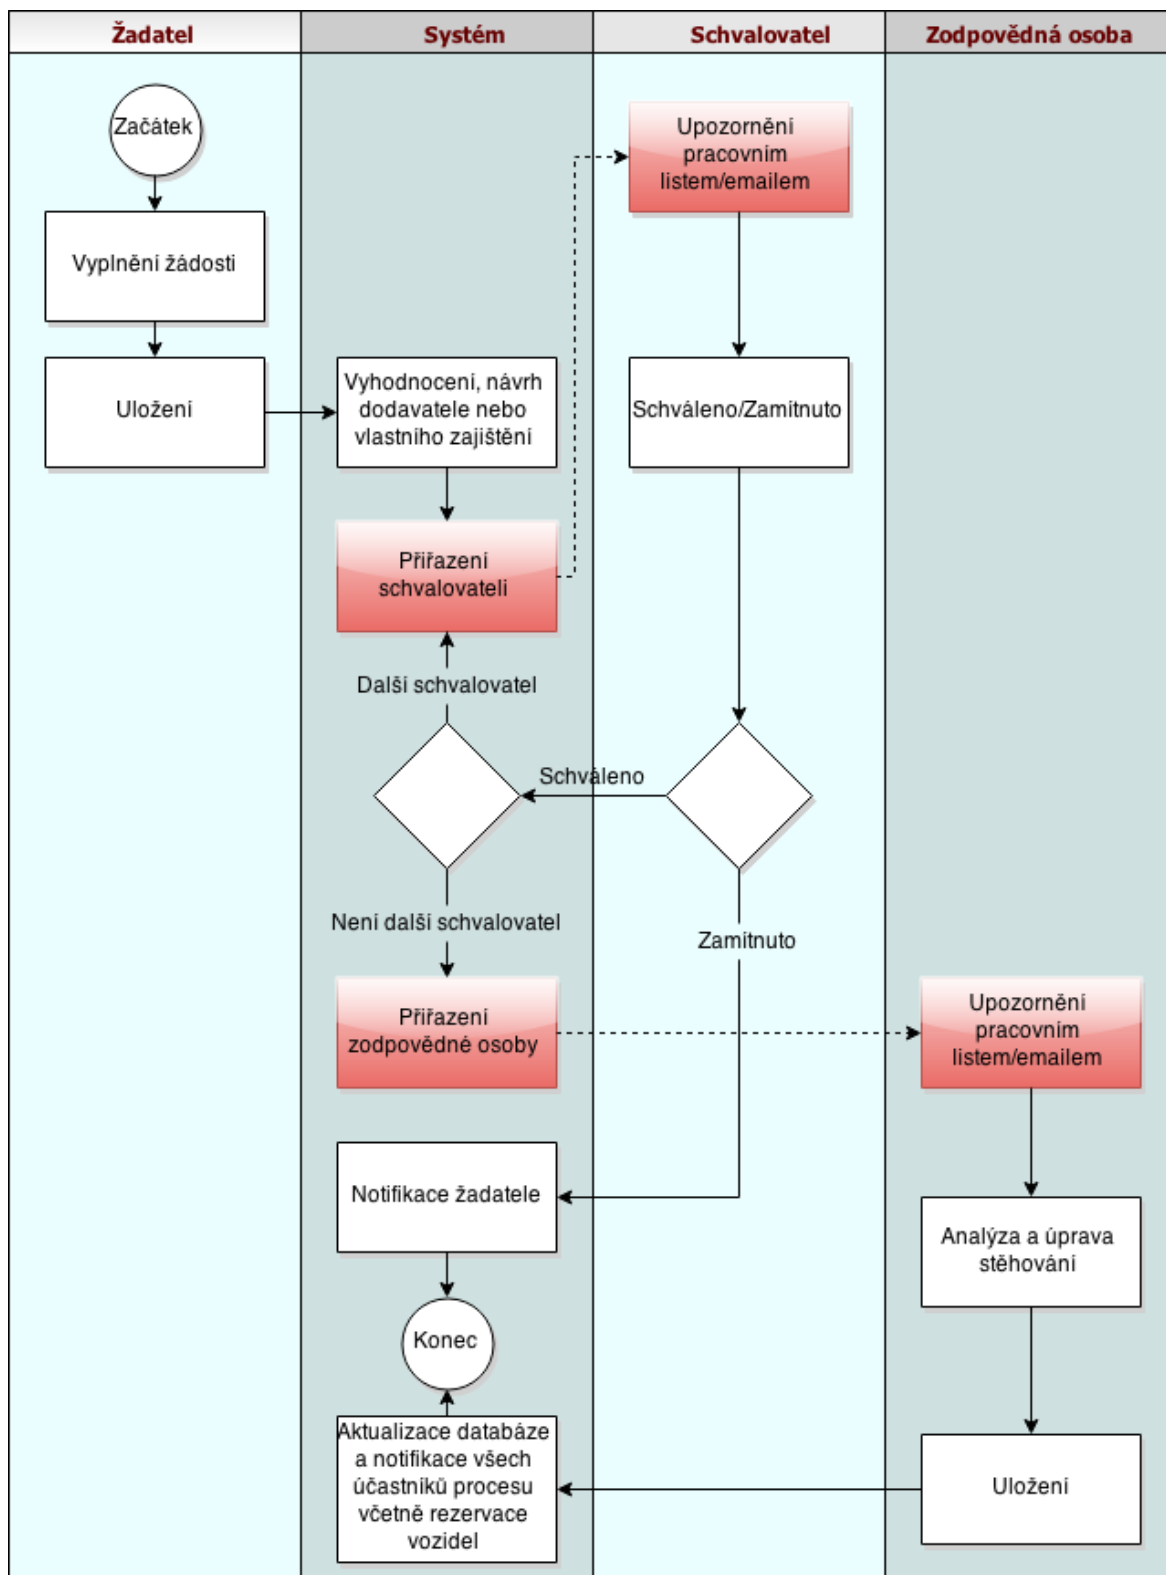 Žadatel
Systém
Schvalovatel
Zodpovědná osoba
Začátek
Upozornění
pracovním
listem/emailem
Vyplnění žádosti
Uložení
Vyhodnocení, návrh
dodavatele nebo
vlastního zajištění
Schváleno/Zamítnuto
Přiřazení
schvalovateli
Další schvalovatel
Schváleno
Není další schvalovatel
Zamítnuto
Přiřazení
zodpovědné osoby
Upozornění
pracovním
listem/emailem
Notifikace žadatele
Analýza a úprava
stěhování
Konec
Aktualizace databáze
a notifikace všech
účastníků procesu
včetně rezervace
vozidel
Uložení